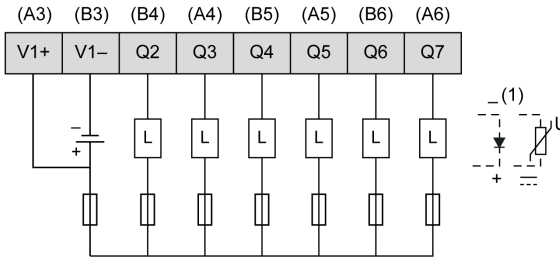 (A3) (B3) (B4) (A4) (B5) (A5) (B6) (A6)
V1+ V1– Q2 Q3 Q4 Q5 Q6 Q7
– (1)
L L L L L L U
–
+
+